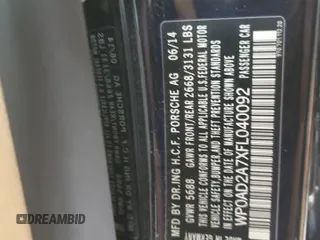 MFD BY DR.ING H.C.F. PORSCHE AG 06/14
GVWR 5688 GAWR FRONT/REAR 2668/3131 LBS
THIS VEHICLE CONFORMS TO ALL APPLICABLE U.S.FEDERAL MOTOR
VEHICLE SAFETY,BUMPER,AND THEFT PREVENTION
STANDARDS IN EFFECT ON THE DATE OF MANUFACTURE
SHOWN ABOVE
WP0AD2A7XFL040092 PASSENGER CAR
DREAMBID